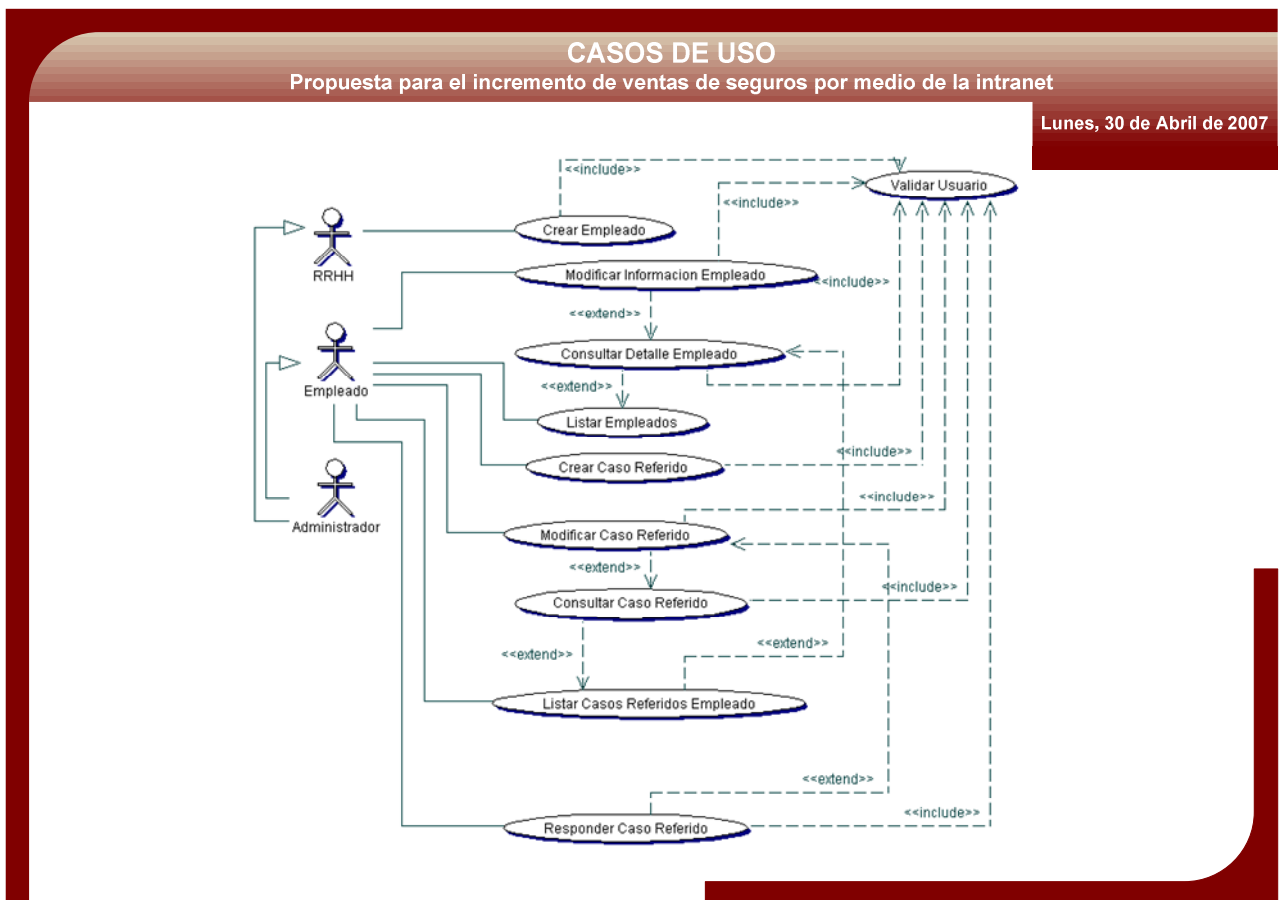 CASOS DE USO
Propuesta para el incremento de ventas de seguros por medio de la intranet
Lunes, 30 de Abril de 2007
<<include>>
Validar Usuario
<<include>>
Crear Empleado
RRHH
Modificar Informacion Empleado
<<include>>
<<extend>>
Consultar Detalle Empleado
<<extend>>
Empleado
Listar Empleados
<<include>>
Crear Caso Referido
<<include>>
Administrador
Modificar Caso Referido
<<extend>>
<<include>>
Consultar Caso Referido
<<extend>>
<<extend>>
Listar Casos Referidos Empleado
<<extend>>
<<include>>
Responder Caso Referido